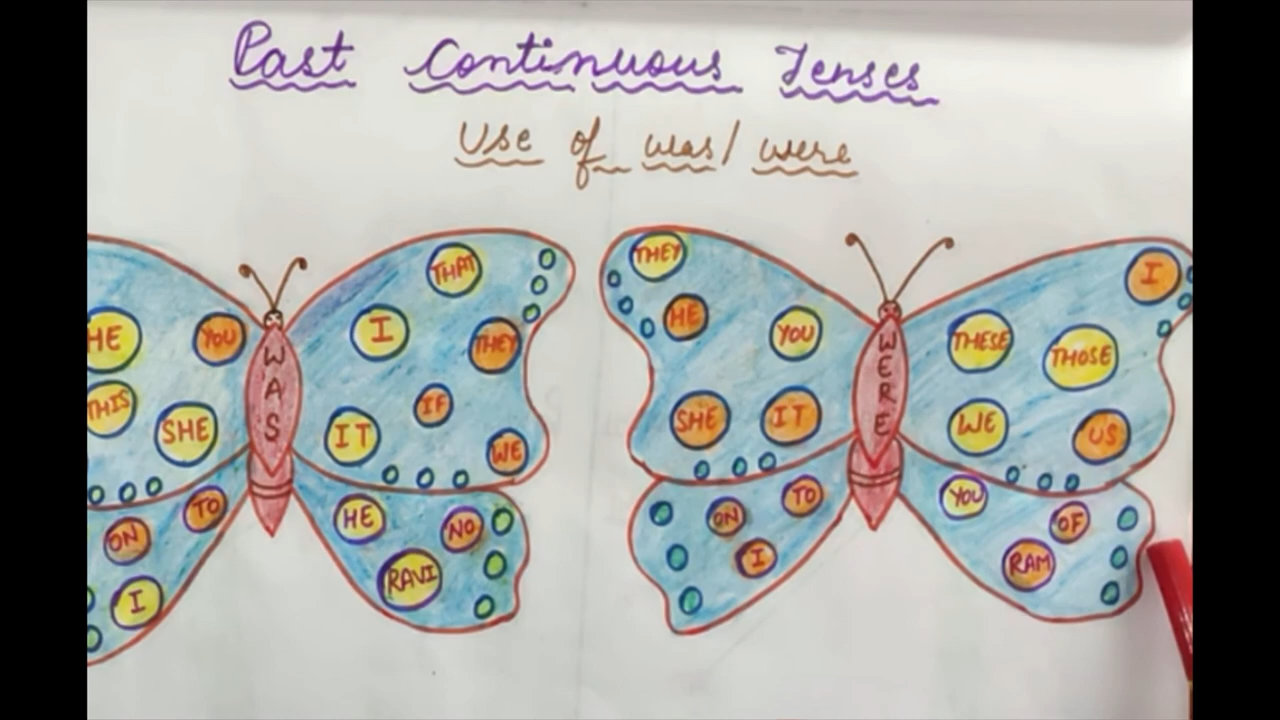 Past Continuous Tenses
Use of was/ were
THAT
HE YOU I THEY
THIS SHE IT IF WE
WAS
ON TO HE NO
I RAVI
THEY I
HE YOU THESE THOSE
SHE IT WE US
WERE
ON TO YOU OF
I RAM